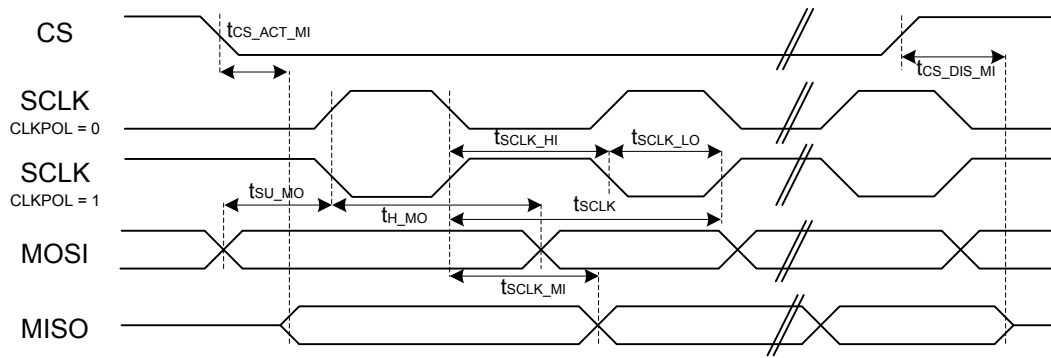 CS
tCS_ACT_MI
tCS_DIS_MI
SCLK
CLKPOL = 0
tSCLK_HI
tSCLK_LO
SCLK
CLKPOL = 1
tSU_MO
tH_MO
tSCLK
MOSI
tSCLK_MI
MISO